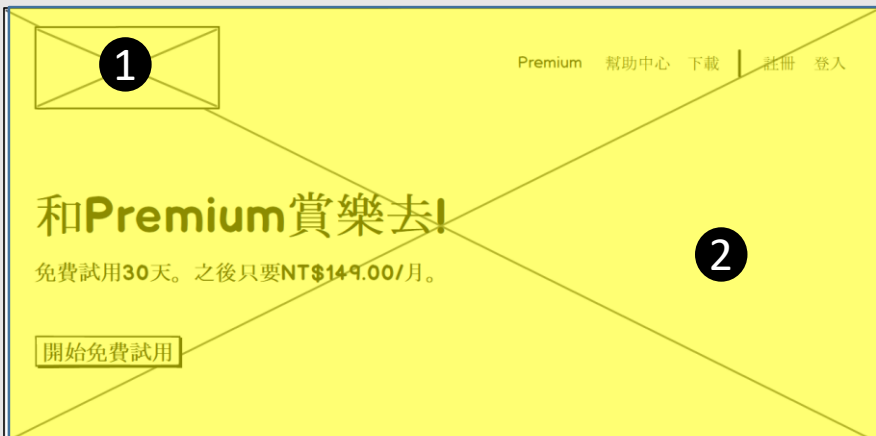 1
Premium 幫助中心 下載 | 註冊 登入
和Premium賞樂去!
免費試用30天。之後只要NT$149.00/月。
2
開始免費試用